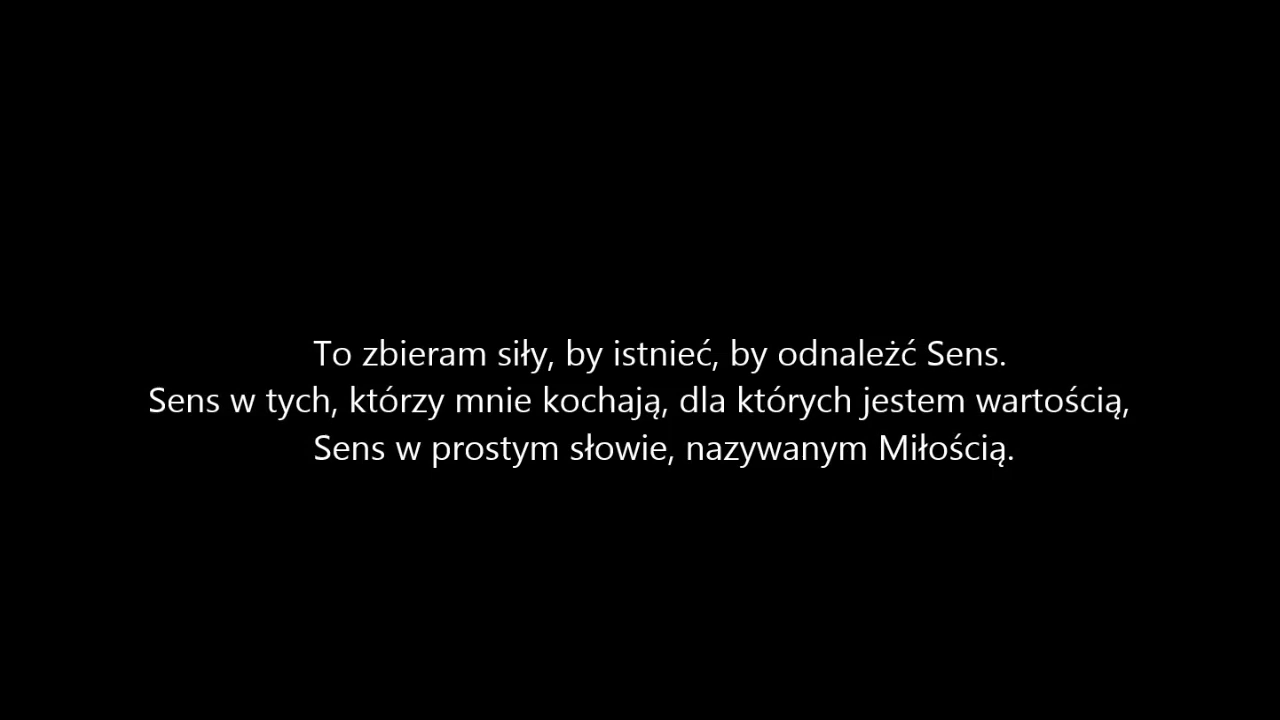 To zbieram siły, by istnieć, by odnależć Sens.
Sens w tych, którzy mnie kochają, dla których jestem wartością,
Sens w prostym słowie, nazywanym Miłością.